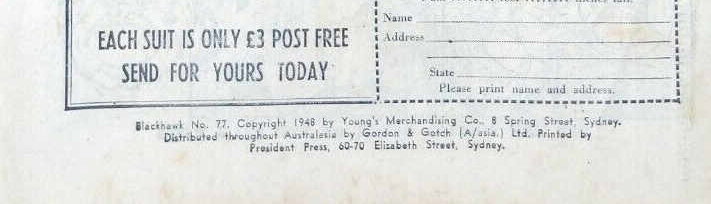 EACH SUIT IS ONLY £3 POST FREE
SEND FOR YOURS TODAY
Name
Address
State
Please print name and address.
Blackhawk No. 77. Copyright 1948 by Young's Merchandising Co., 8 Spring Street, Sydney.
Distributed throughout Australasia by Gordon & Gotch (A/asia.) Ltd. Printed by
President Press, 60-70 Elizabeth Street, Sydney.